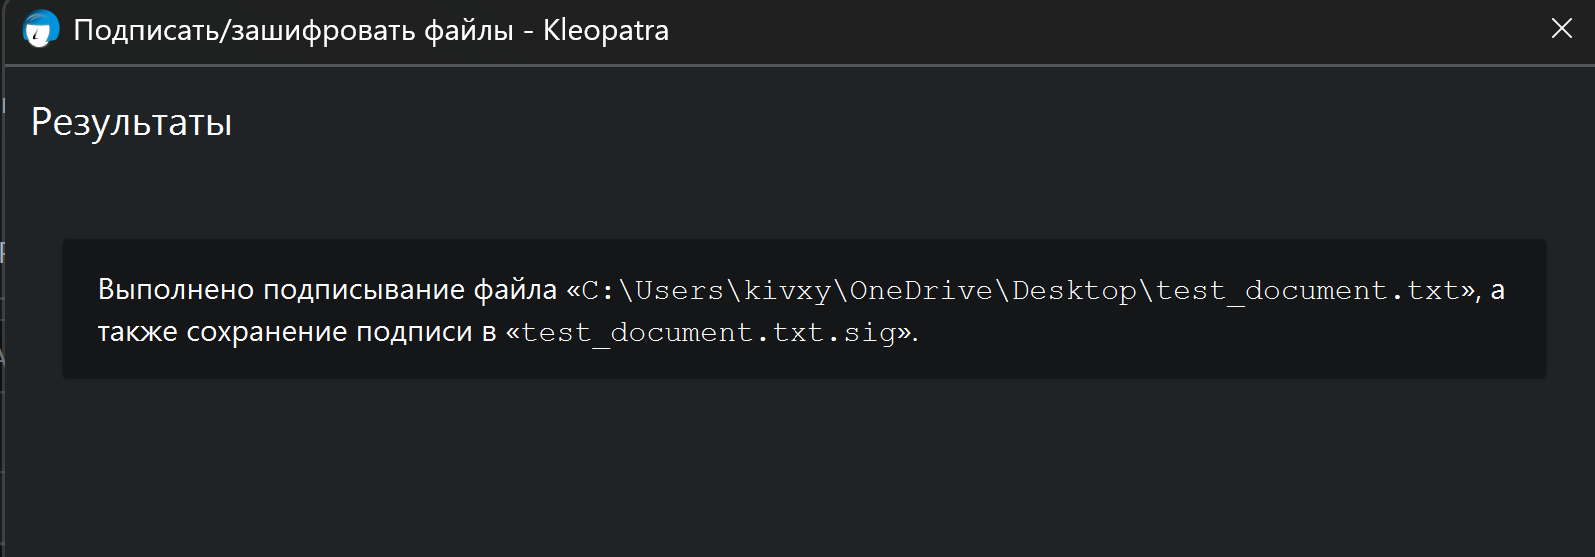 Подписать/зашифровать файлы - Kleopatra
Результаты
Выполнено подписывание файла «C:\Users\kivxy\OneDrive\Desktop\test_document.txt», а
также сохранение подписи в «test_document.txt.sig».